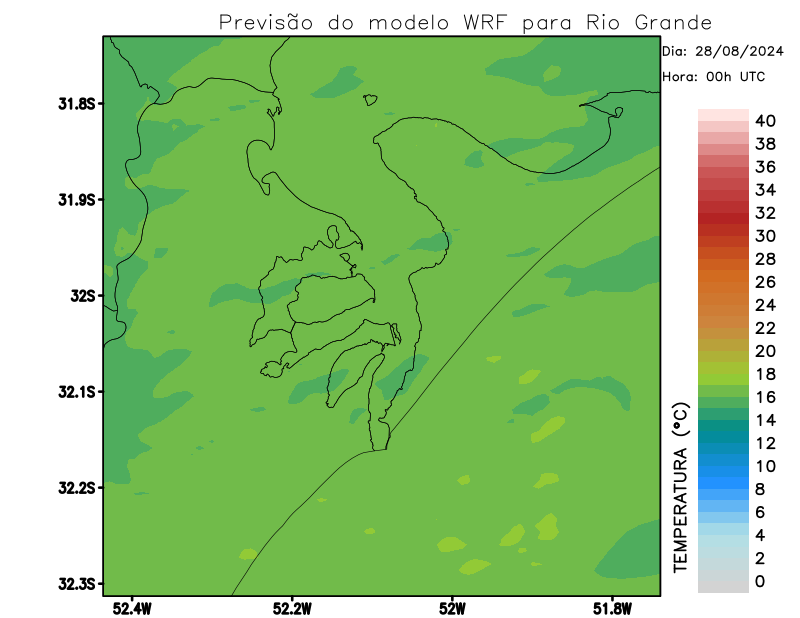 Previsão do modelo WRF para Rio Grande
Dia: 28/08/2024
Hora: 00h UTC
31.8S
31.9S
32S
32.1S
32.2S
32.3S
52.4W
52.2W
52W
51.8W
TEMPERATURA (°C)
40
38
36
34
32
30
28
26
24
22
20
18
16
14
12
10
8
6
4
2
0